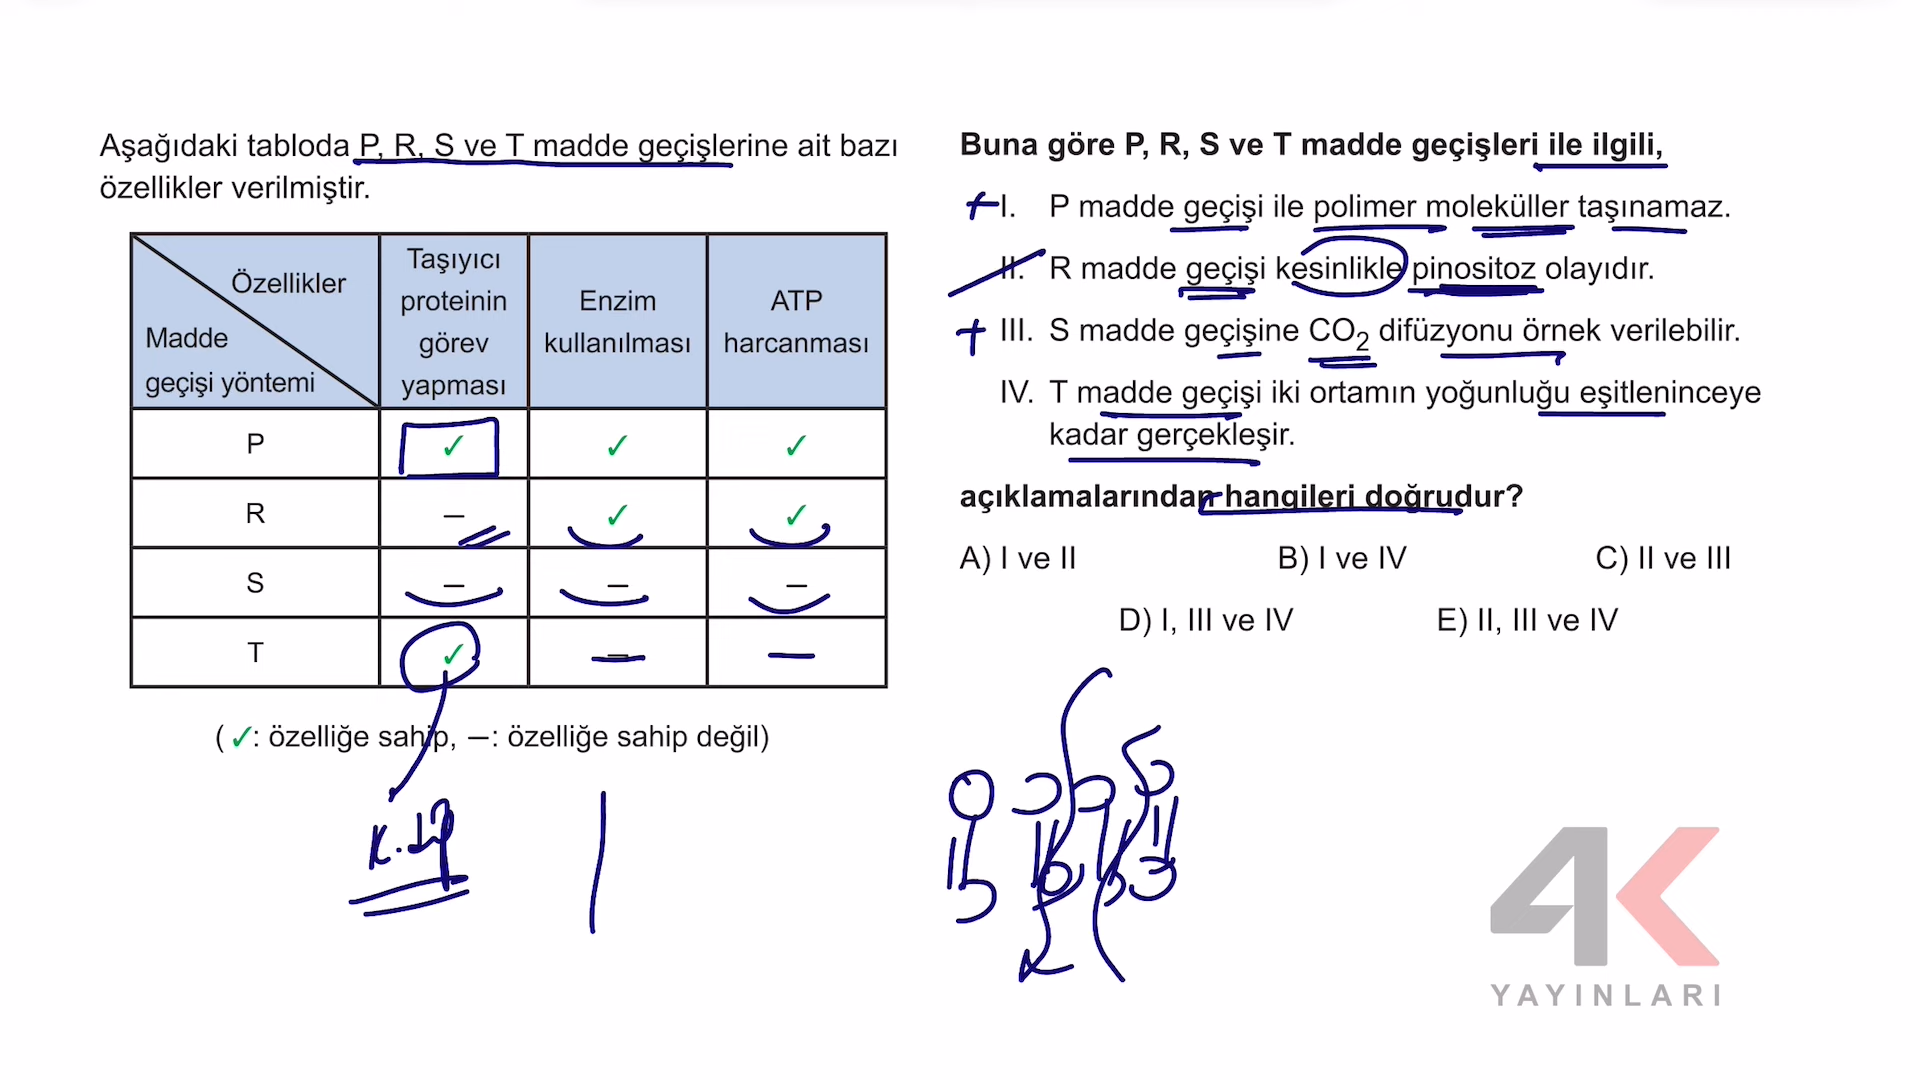 Aşağıdaki tabloda P, R, S ve T madde geçişlerine ait bazı
özellikler verilmiştir.
Özellikler
Madde
geçişi yöntemi
Taşıyıcı
proteinin
görev
yapması
Enzim
kullanılması
ATP
harcanması
P ✓ ✓ ✓
R – ✓ ✓
S – – –
T ✓ – –
(✓: özelliğe sahip, –: özelliğe sahip değil)
K. dif
Buna göre P, R, S ve T madde geçişleri ile ilgili,
+ I. P madde geçişi ile polimer moleküller taşınamaz.
II. R madde geçişi kesinlikle pinositoz olayıdır.
+ III. S madde geçişine CO₂ difüzyonu örnek verilebilir.
IV. T madde geçişi iki ortamın yoğunluğu eşitleninceye
kadar gerçekleşir.
açıklamalarından hangileri doğrudur?
A) I ve II B) I ve IV C) II ve III
D) I, III ve IV E) II, III ve IV
4K
YAYINLARI